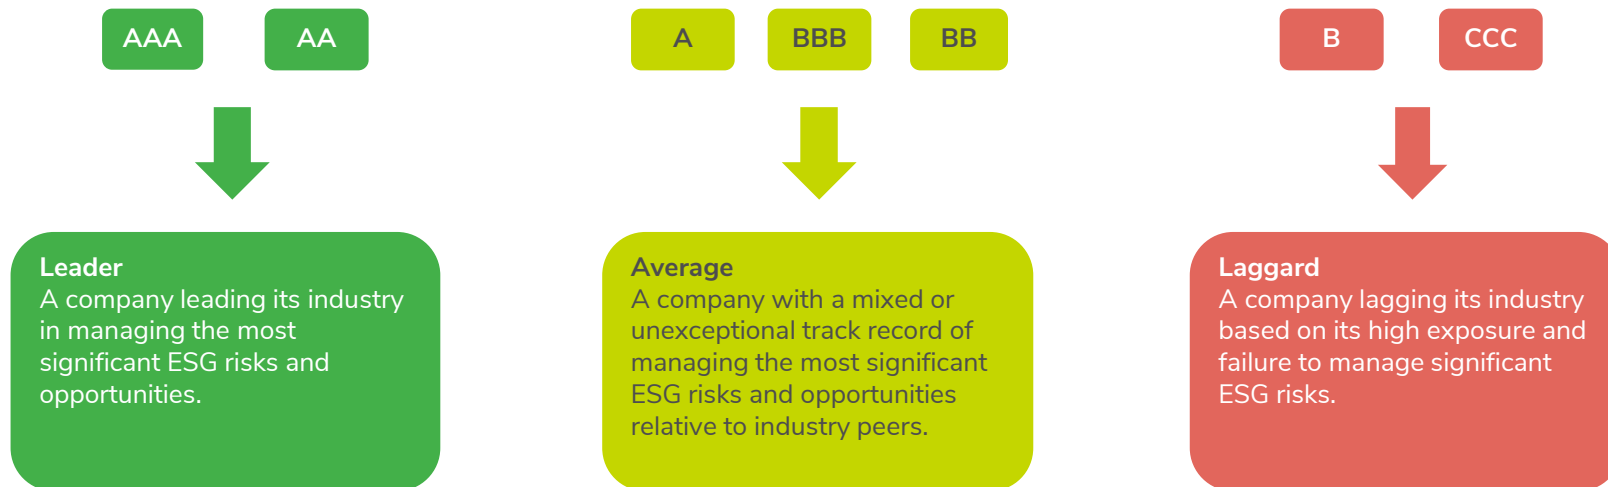 AAA
AA
A
BBB
BB
B
CCC
Leader
A company leading its industry
in managing the most
significant ESG risks and
opportunities.
Average
A company with a mixed or
unexceptional track record of
managing the most significant
ESG risks and opportunities
relative to industry peers.
Laggard
A company lagging its industry
based on its high exposure and
failure to manage significant
ESG risks.